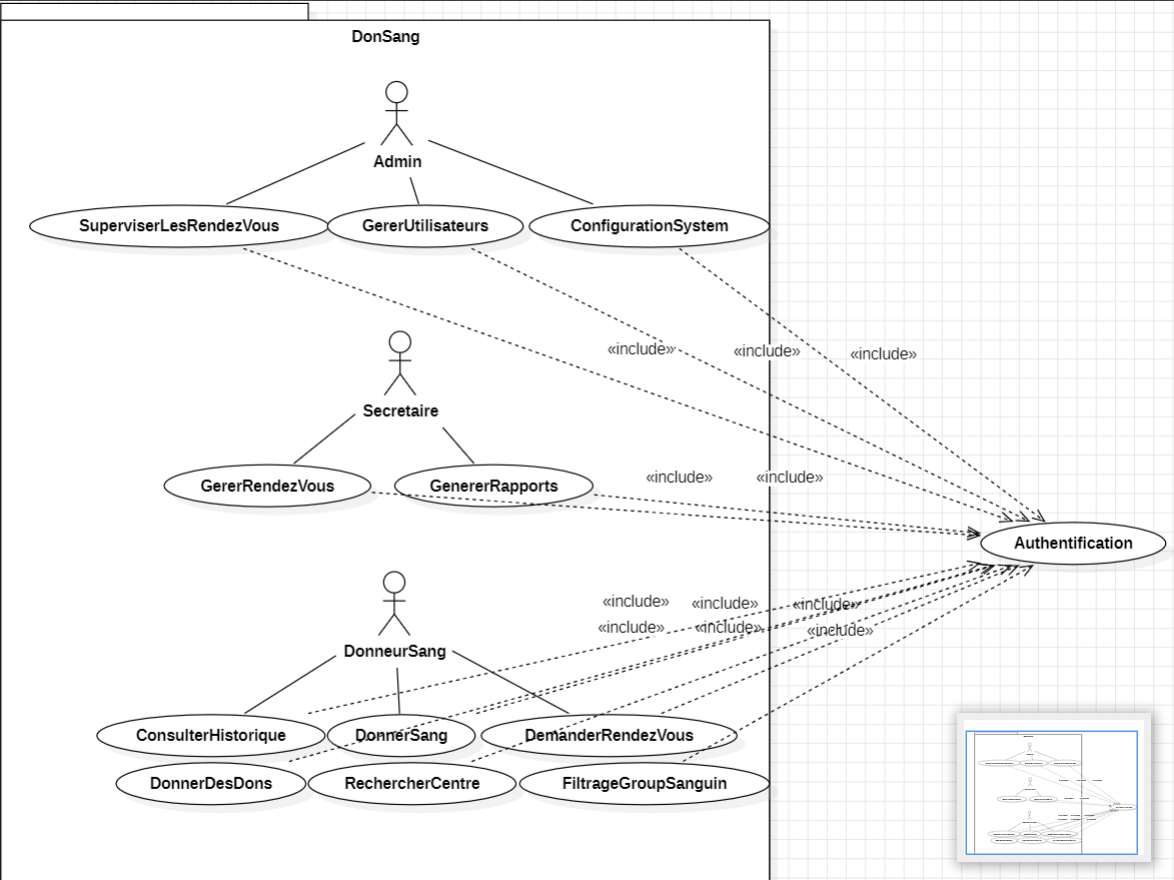 DonSang
Admin
SuperviserLesRendezVous
GererUtilisateurs
ConfigurationSystem
«include»
«include»
«include»
Secretaire
GererRendezVous
GenererRapports
«include»
«include»
Authentification
DonneurSang
«include»
«include»
«include»
«include»
«include»
«include»
ConsulterHistorique
DonnerSang
DemanderRendezVous
DonnerDesDons
RechercherCentre
FiltrageGroupSanguin